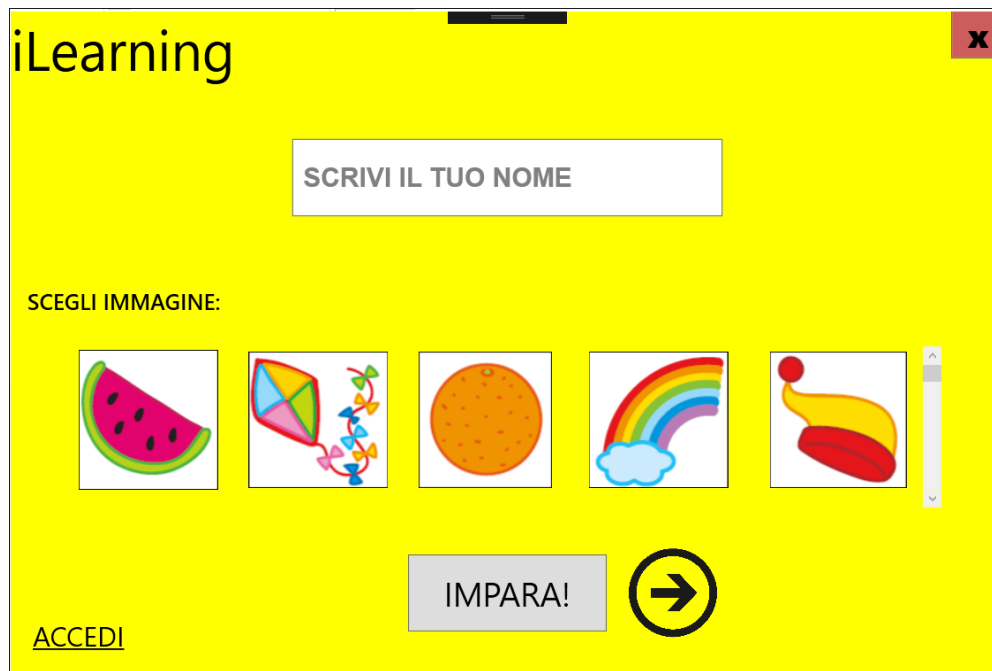 iLearning
x
SCRIVI IL TUO NOME
SCEGLI IMMAGINE:
IMPARA!
ACCEDI